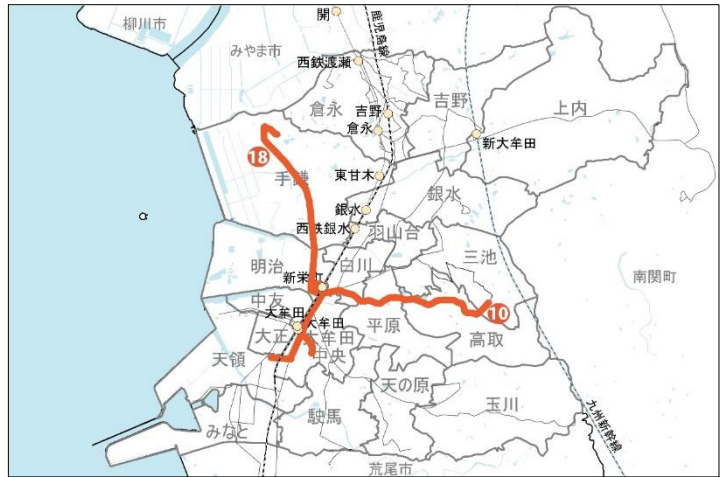 柳川市
みやま市
開
鹿児島線
西鉄渡瀬
倉永
吉野
倉永
吉野
上内
新大牟田
18
手鎌
東甘木
銀水
銀水
西鉄銀水
羽山台
三池
明治
白川
新栄町
南関町
中友
大牟田
大牟田
大正
大牟田
中央
平原
10
高取
天領
天の原
駛馬
玉川
みなと
九州新幹線
荒尾市